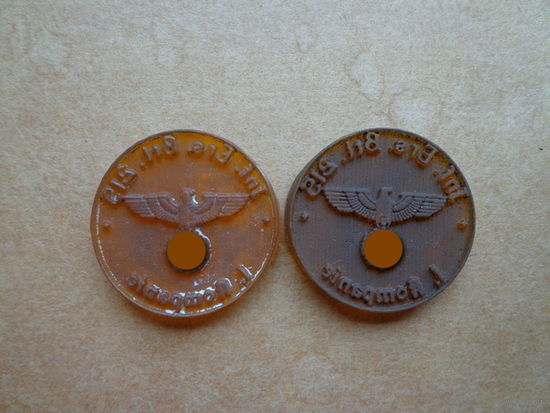 Inf. Ers. Btl. 215
1. Kompanie
Inf. Ers. Btl. 215
1. Kompanie